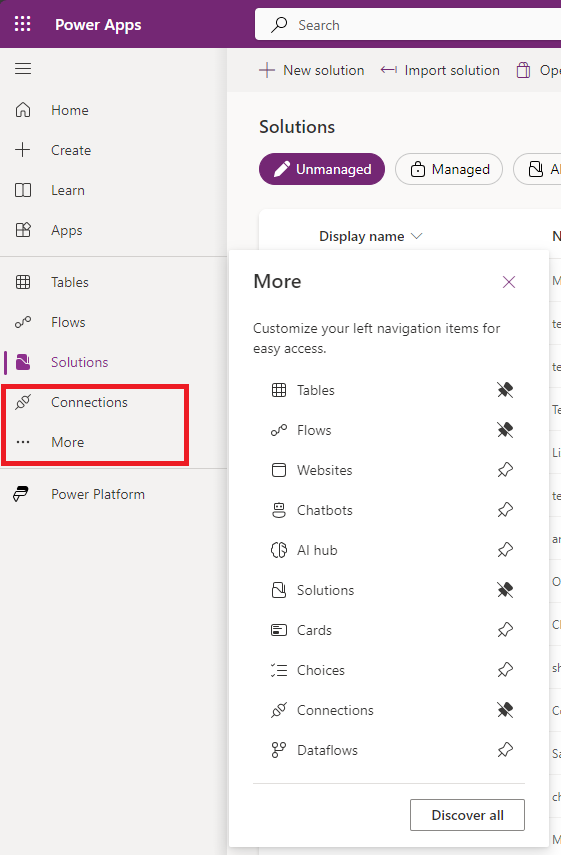 Power Apps
Search
New solution
Import solution
Home
Create
Learn
Apps
Tables
Flows
Solutions
Connections
More
Power Platform
Solutions
Unmanaged
Managed
Display name
More
Customize your left navigation items for
easy access.
Tables
Flows
Websites
Chatbots
AI hub
Solutions
Cards
Choices
Connections
Dataflows
Discover all